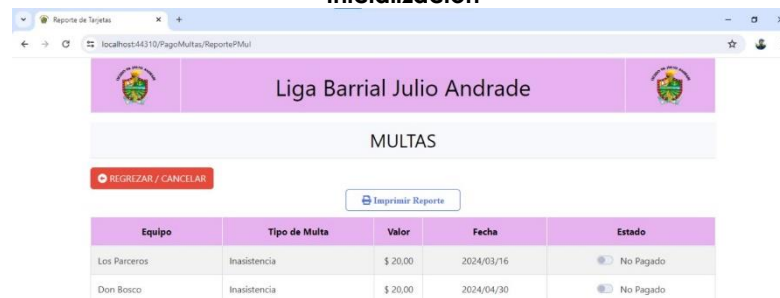 Inicialización
Reporte de Tarjetas
localhost:44310/PagoMultas/ReportePMul
Liga Barrial Julio Andrade
MULTAS
REGREZAR / CANCELAR
Imprimir Reporte
Equipo Tipo de Multa Valor Fecha Estado
Los Parceros Inasistencia $ 20,00 2024/03/16 No Pagado
Don Bosco Inasistencia $ 20,00 2024/04/30 No Pagado